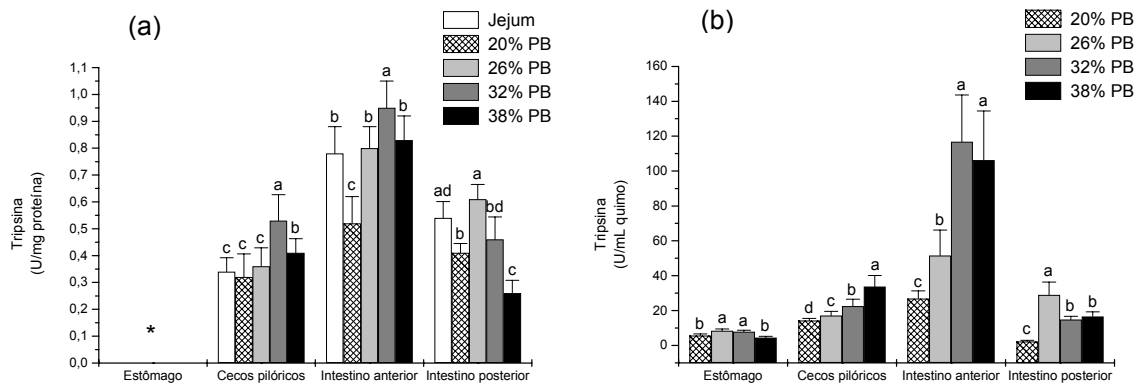 (a)
Jejum
20% PB
26% PB
32% PB
38% PB
Tripsina
(U/mg proteína)
1,1
1,0
0,9
0,8
0,7
0,6
0,5
0,4
0,3
0,2
0,1
0,0
*
c c c a b
b c b a b
ad b a bd c
Estômago Cecos pilóricos Intestino anterior Intestino posterior
(b)
20% PB
26% PB
32% PB
38% PB
Tripsina
(U/mL quimo)
160
140
120
100
80
60
40
20
0
b a a b
d c b a
c b a a
c a b b
Estômago Cecos pilóricos Intestino anterior Intestino posterior